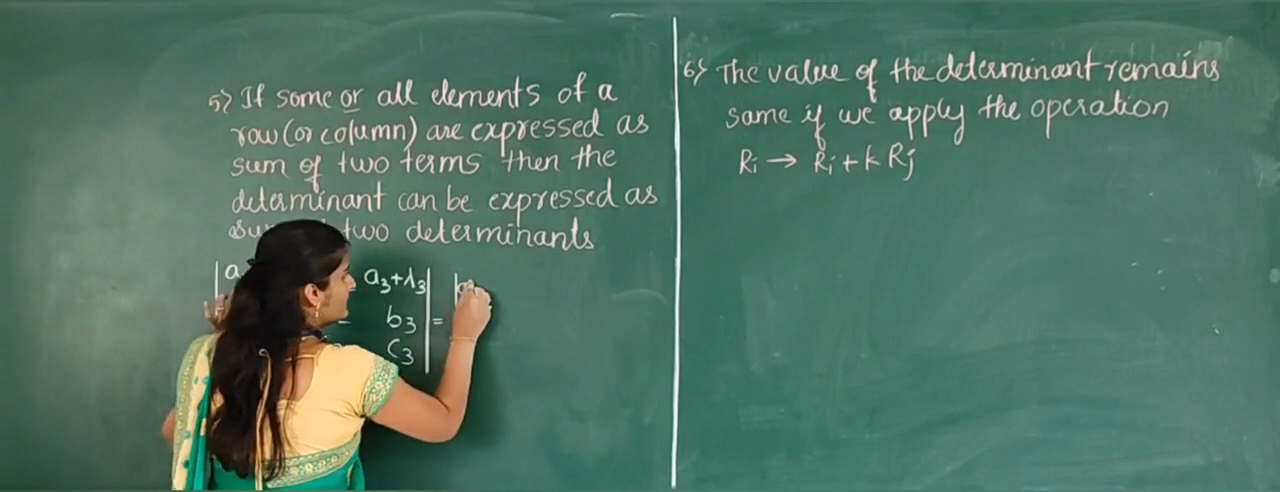 5) If some or all elements of a
row (or column) are expressed as
sum of two terms then the
determinant can be expressed as
two determinants
a a3+λ3
b3 =
c3
6) The value of the determinant remains
same if we apply the operation
Ri → Ri + k Rj